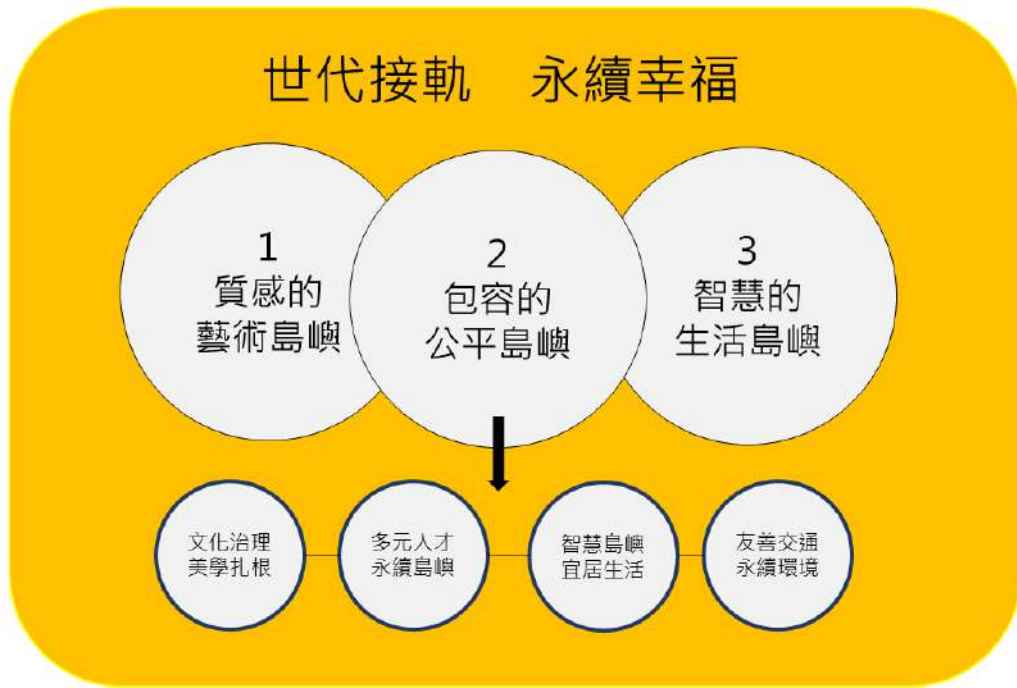 世代接軌　永續幸福
1
質感的
藝術島嶼
2
包容的
公平島嶼
3
智慧的
生活島嶼
文化治理
美學扎根
多元人才
永續島嶼
智慧島嶼
宜居生活
友善交通
永續環境